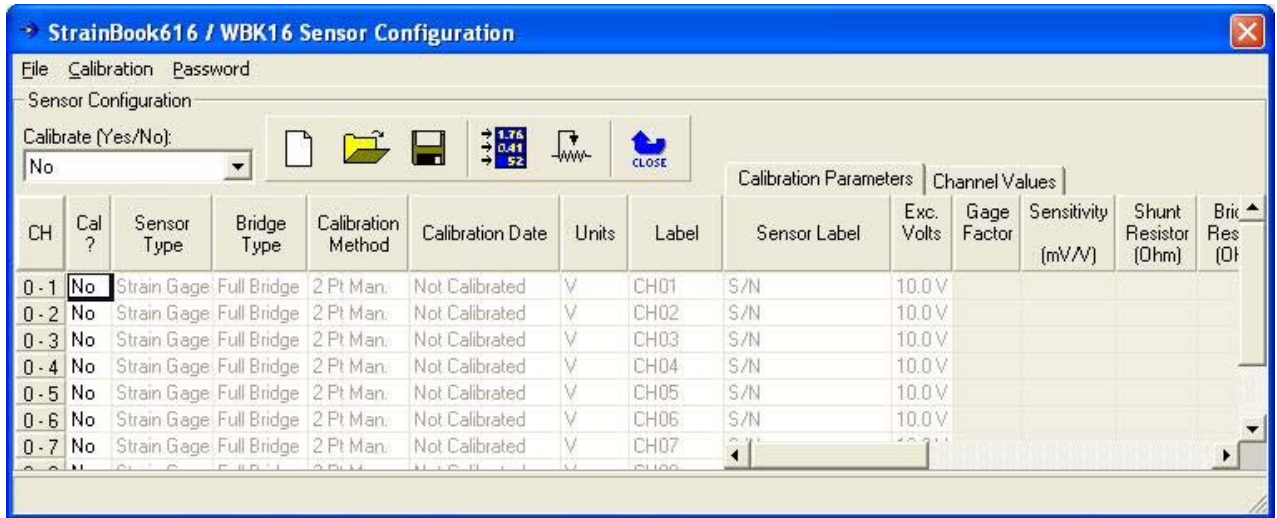 StrainBook616 / WBK16 Sensor Configuration
File Calibration Password
Sensor Configuration
Calibrate (Yes/No):
No
1.76
0.41
52
CLOSE
Calibration Parameters Channel Values
CH Cal ? Sensor Type Bridge Type Calibration Method Calibration Date Units Label Sensor Label Exc. Volts Gage Factor Sensitivity (mV/V) Shunt Resistor (Ohm)
0 - 1 No Strain Gage Full Bridge 2 Pt Man. Not Calibrated V CH01 S/N 10.0 V
0 - 2 No Strain Gage Full Bridge 2 Pt Man. Not Calibrated V CH02 S/N 10.0 V
0 - 3 No Strain Gage Full Bridge 2 Pt Man. Not Calibrated V CH03 S/N 10.0 V
0 - 4 No Strain Gage Full Bridge 2 Pt Man. Not Calibrated V CH04 S/N 10.0 V
0 - 5 No Strain Gage Full Bridge 2 Pt Man. Not Calibrated V CH05 S/N 10.0 V
0 - 6 No Strain Gage Full Bridge 2 Pt Man. Not Calibrated V CH06 S/N 10.0 V
0 - 7 No Strain Gage Full Bridge 2 Pt Man. Not Calibrated V CH07